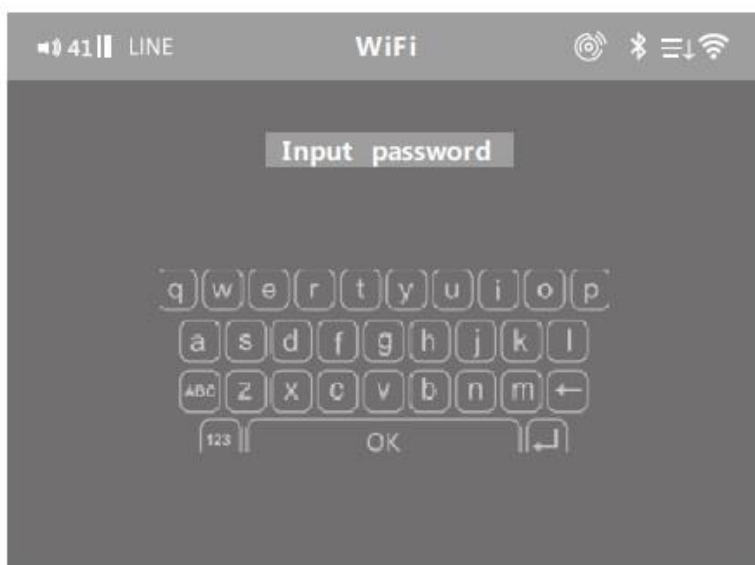 41 LINE WiFi
Input password
q w e r t y u i o p
a s d f g h j k l
ABC z x c v b n m ←
123 OK